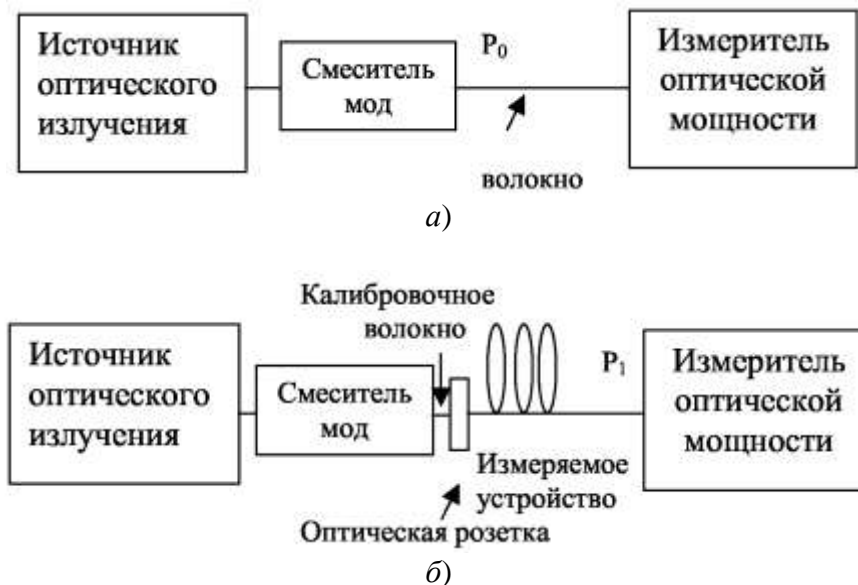 Источник
оптического
излучения
Смеситель
мод
P₀
волокно
Измеритель
оптической
мощности
а)
Источник
оптического
излучения
Смеситель
мод
Калибровочное
волокно
Оптическая розетка
Измеряемое
устройство
P₁
Измеритель
оптической
мощности
б)